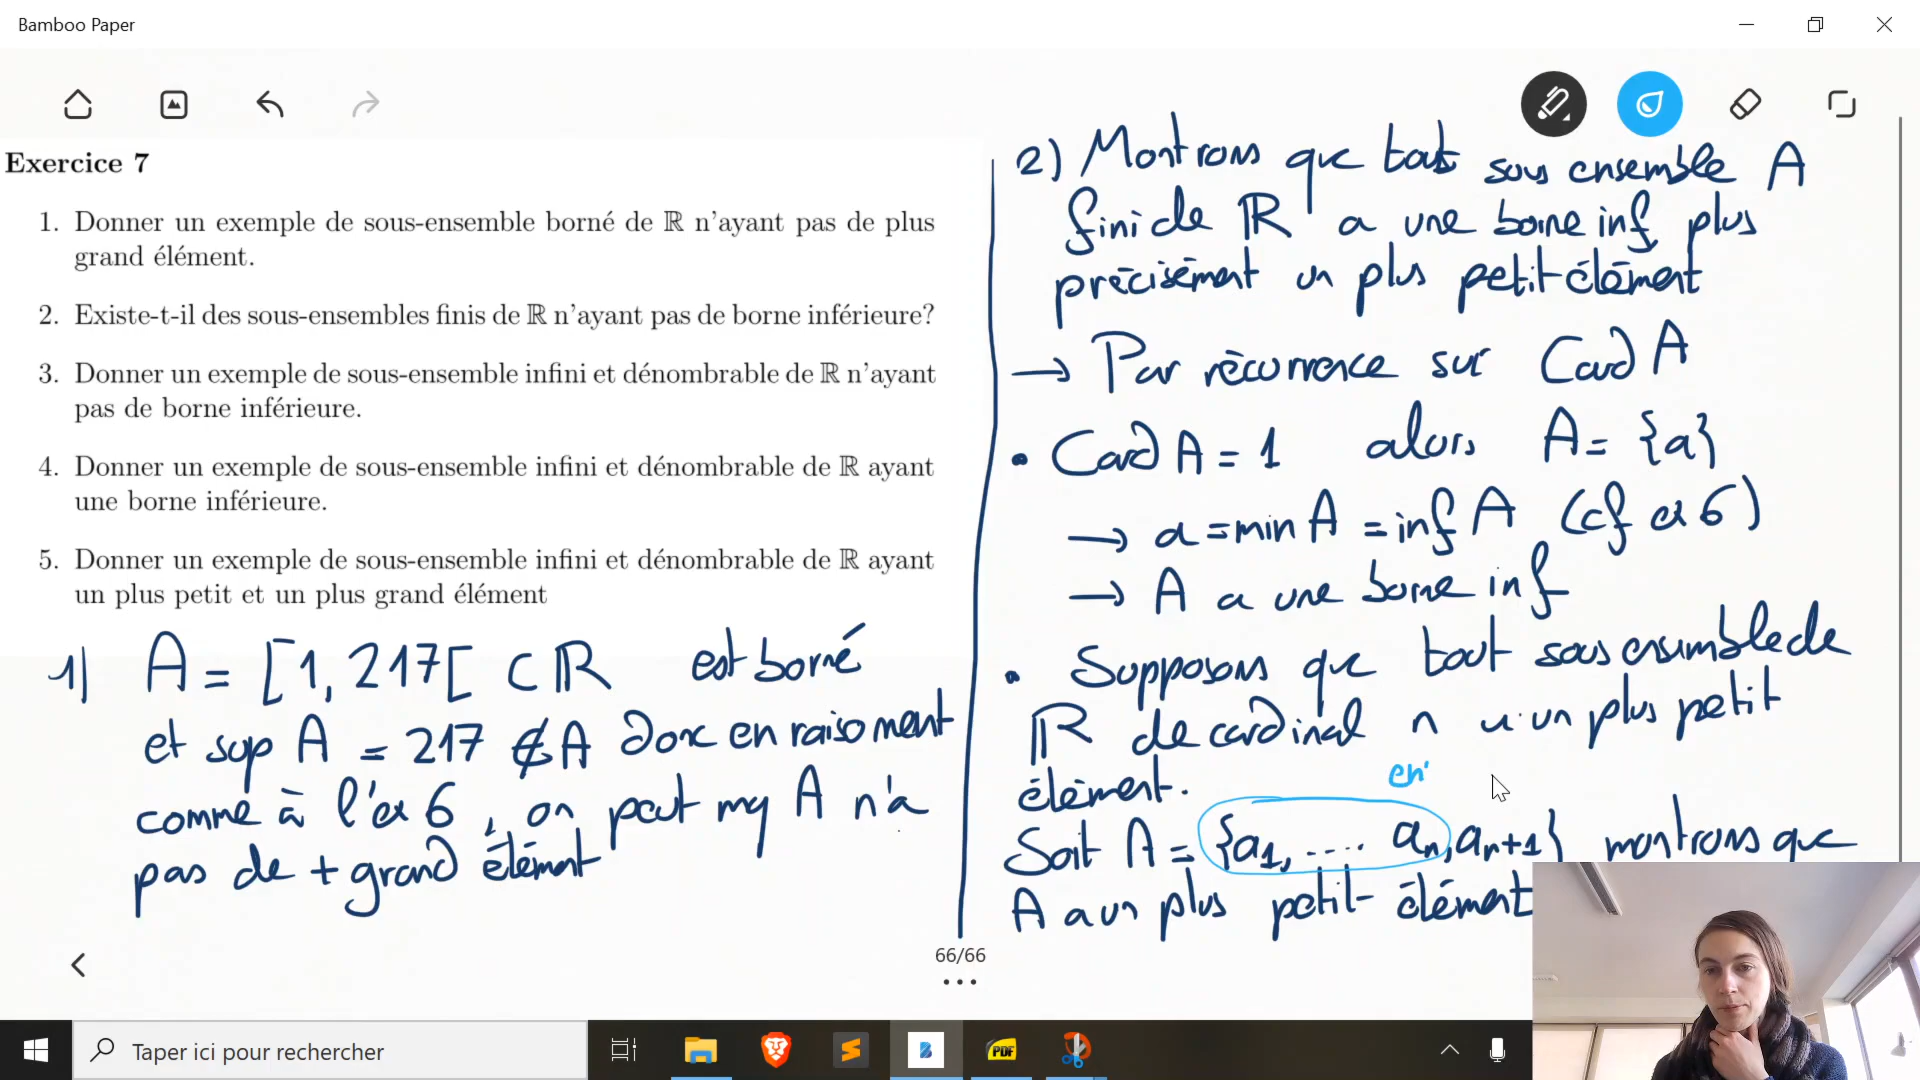 Bamboo Paper
Exercice 7
1. Donner un exemple de sous-ensemble borné de ℝ n'ayant pas de plus
grand élément.
2. Existe-t-il des sous-ensembles finis de ℝ n'ayant pas de borne inférieure?
3. Donner un exemple de sous-ensemble infini et dénombrable de ℝ n'ayant
pas de borne inférieure.
4. Donner un exemple de sous-ensemble infini et dénombrable de ℝ ayant
une borne inférieure.
5. Donner un exemple de sous-ensemble infini et dénombrable de ℝ ayant
un plus petit et un plus grand élément
1) A = [1, 217[ ⊂ ℝ est borné
et sup A = 217 ∉ A donc en raisonnant
comme à l'ex 6, on peut mq A n'a
pas de + grand élément
2) Montrons que tout sous ensemble A
fini de ℝ a une borne inf, plus
précisément un plus petit élément
→ Par récurrence sur Card A
• Card A = 1 alors A = {a}
→ a = min A = inf A (cf ex 6)
→ A a une borne inf
• Supposons que tout sous ensemble de
ℝ de cardinal n a un plus petit
élément.
en
Soit A = {a1, .... an, an+1} montrons que
A a un plus petit élément
66/66
Taper ici pour rechercher
PDF